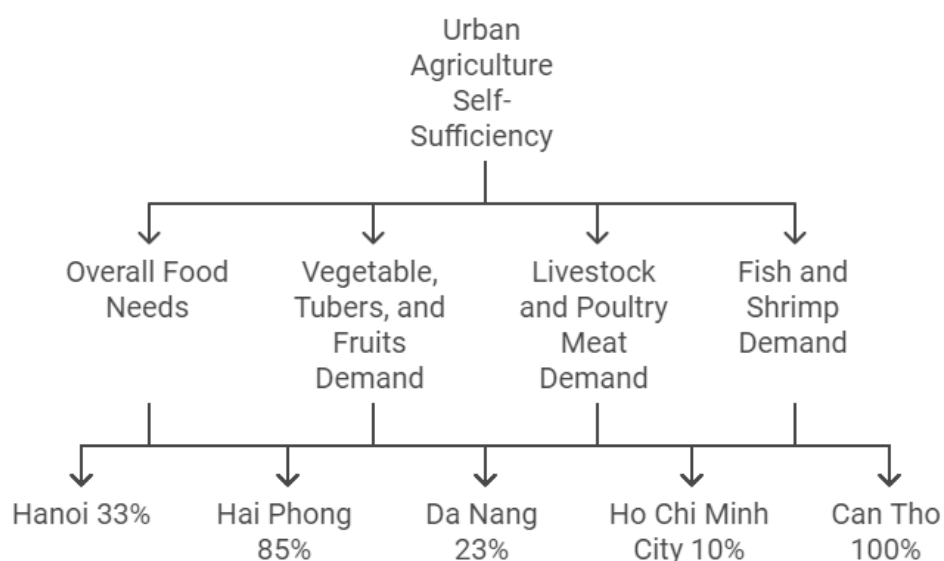 Urban
Agriculture
Self-
Sufficiency
Overall Food
Needs
Vegetable,
Tubers, and
Fruits
Demand
Livestock
and Poultry
Meat
Demand
Fish and
Shrimp
Demand
Hanoi 33%
Hai Phong
85%
Da Nang
23%
Ho Chi Minh
City 10%
Can Tho
100%